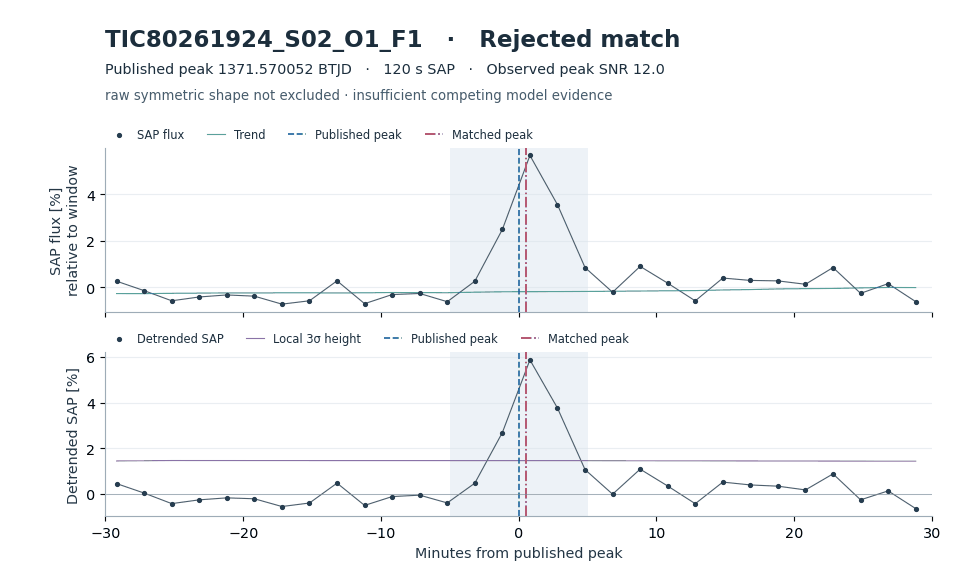 TIC80261924_S02_O1_F1 · Rejected match
Published peak 1371.570052 BTJD · 120 s SAP · Observed peak SNR 12.0
raw symmetric shape not excluded · insufficient competing model evidence
SAP flux Trend Published peak Matched peak
SAP flux [%]
relative to window
4
2
0
Detrended SAP Local 3σ height Published peak Matched peak
Detrended SAP [%]
6
4
2
0
−30 −20 −10 0 10 20 30
Minutes from published peak